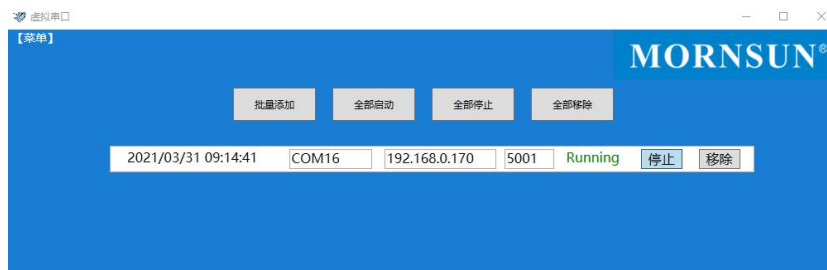 虚拟串口
【菜单】
MORNSUN®
批量添加 全部启动 全部停止 全部移除
2021/03/31 09:14:41 COM16 192.168.0.170 5001 Running 停止 移除